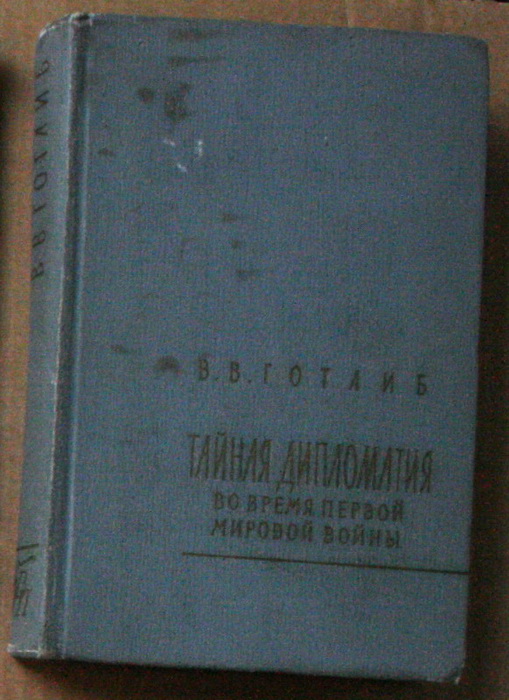 В. В. ГОТЛИБ
ТАЙНАЯ ДИПЛОМАТИЯ
ВО ВРЕМЯ ПЕРВОЙ
МИРОВОЙ ВОЙНЫ
В. В. ГОТЛИБ